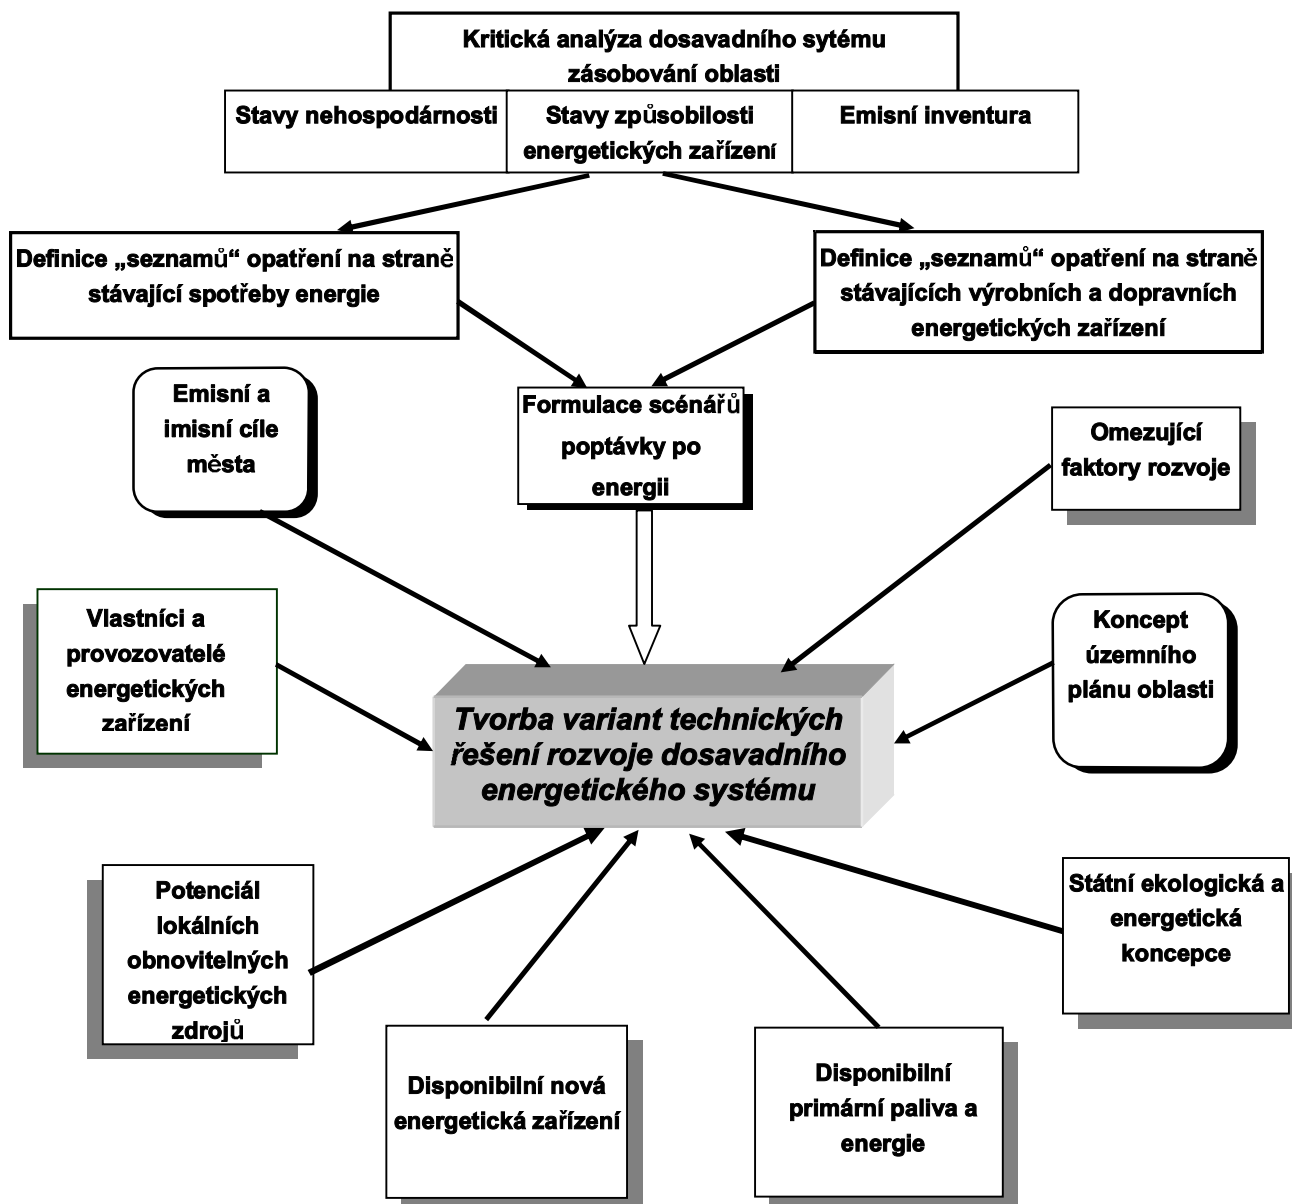 Kritická analýza dosavadního sytému
zásobování oblasti
Stavy nehospodárnosti
Stavy způsobilosti
energetických zařízení
Emisní inventura
Definice „seznamů“ opatření na straně
stávající spotřeby energie
Definice „seznamů“ opatření na straně
stávajících výrobních a dopravních
energetických zařízení
Emisní a
imisní cíle
města
Formulace scénářů
poptávky po
energii
Omezující
faktory rozvoje
Vlastníci a
provozovatelé
energetických
zařízení
Koncept
územního
plánu oblasti
Tvorba variant technických
řešení rozvoje dosavadního
energetického systému
Potenciál
lokálních
obnovitelných
energetických
zdrojů
Státní ekologická a
energetická
koncepce
Disponibilní nová
energetická zařízení
Disponibilní
primární paliva a
energie